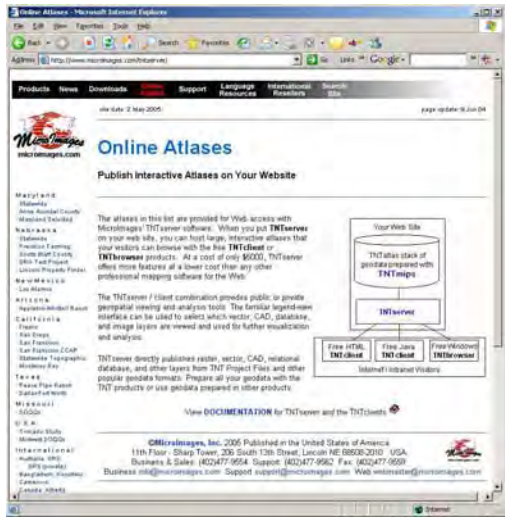 Online Atlases - Microsoft Internet Explorer
File Edit View Favorites Tools Help
Back Search Favorites
Address http://www.microimages.com/tntserver/ Go Links Google
Products News Downloads Online Atlases Support Language Resources International Resellers Search Site
site date: 2 May 2005 page update: 9 Jun 04
MicroImages
microimages.com
Online Atlases
Publish Interactive Atlases on Your Website
Maryland
Statewide
Anne Arundel County
Maryland Selected
Nebraska
Statewide
Precision Farming
Scotts Bluff County
Lincoln Property Finder
New Mexico
Los Alamos
Arizona
California
Fresno
San Diego
San Francisco
San Francisco CCAP
Statewide Topographic
Monterey Bay
Texas
Missouri
DOQQs
U.S.A.
Tornado Study
International
The atlases in this list are provided for Web access with
MicroImages' TNTserver software. When you put TNTserver
on your web site, you can host large, interactive atlases that
your visitors can browse with the free TNTclient or
TNTbrowser products. At a cost of only $6000, TNTserver
offers more features at a lower cost than any other
professional mapping software for the Web.
The TNTserver / client combination provides public or private
geospatial viewing and analysis tools. The familiar legend-view
interface can be used to select which vector, CAD, database,
and image layers are viewed and used for further visualization
and analysis.
TNTserver directly published raster, vector, CAD, relational
database, and other layers from TNT Project Files and other
popular geodata formats. Prepare all your geodata with the
TNT products or use geodata prepared in other products.
Your Web Site
TNTatlas stack of
geodata prepared with
TNTmips
TNTserver
Free HTML TNTclient
Free Java TNTclient
Free Windows TNTbrowser
Internet / Intranet Visitors
View DOCUMENTATION for TNTserver and the TNTclients
©MicroImages, Inc. 2005 Published in the United States of America
11th Floor - Sharp Tower, 206 South 13th Street, Lincoln NE 68508-2010 USA
Business & Sales: (402)477-9554 Support: (402)477-9562 Fax: (402)477-9559
Business info@microimages.com Support support@microimages.com Web webmaster@microimages.com
Internet